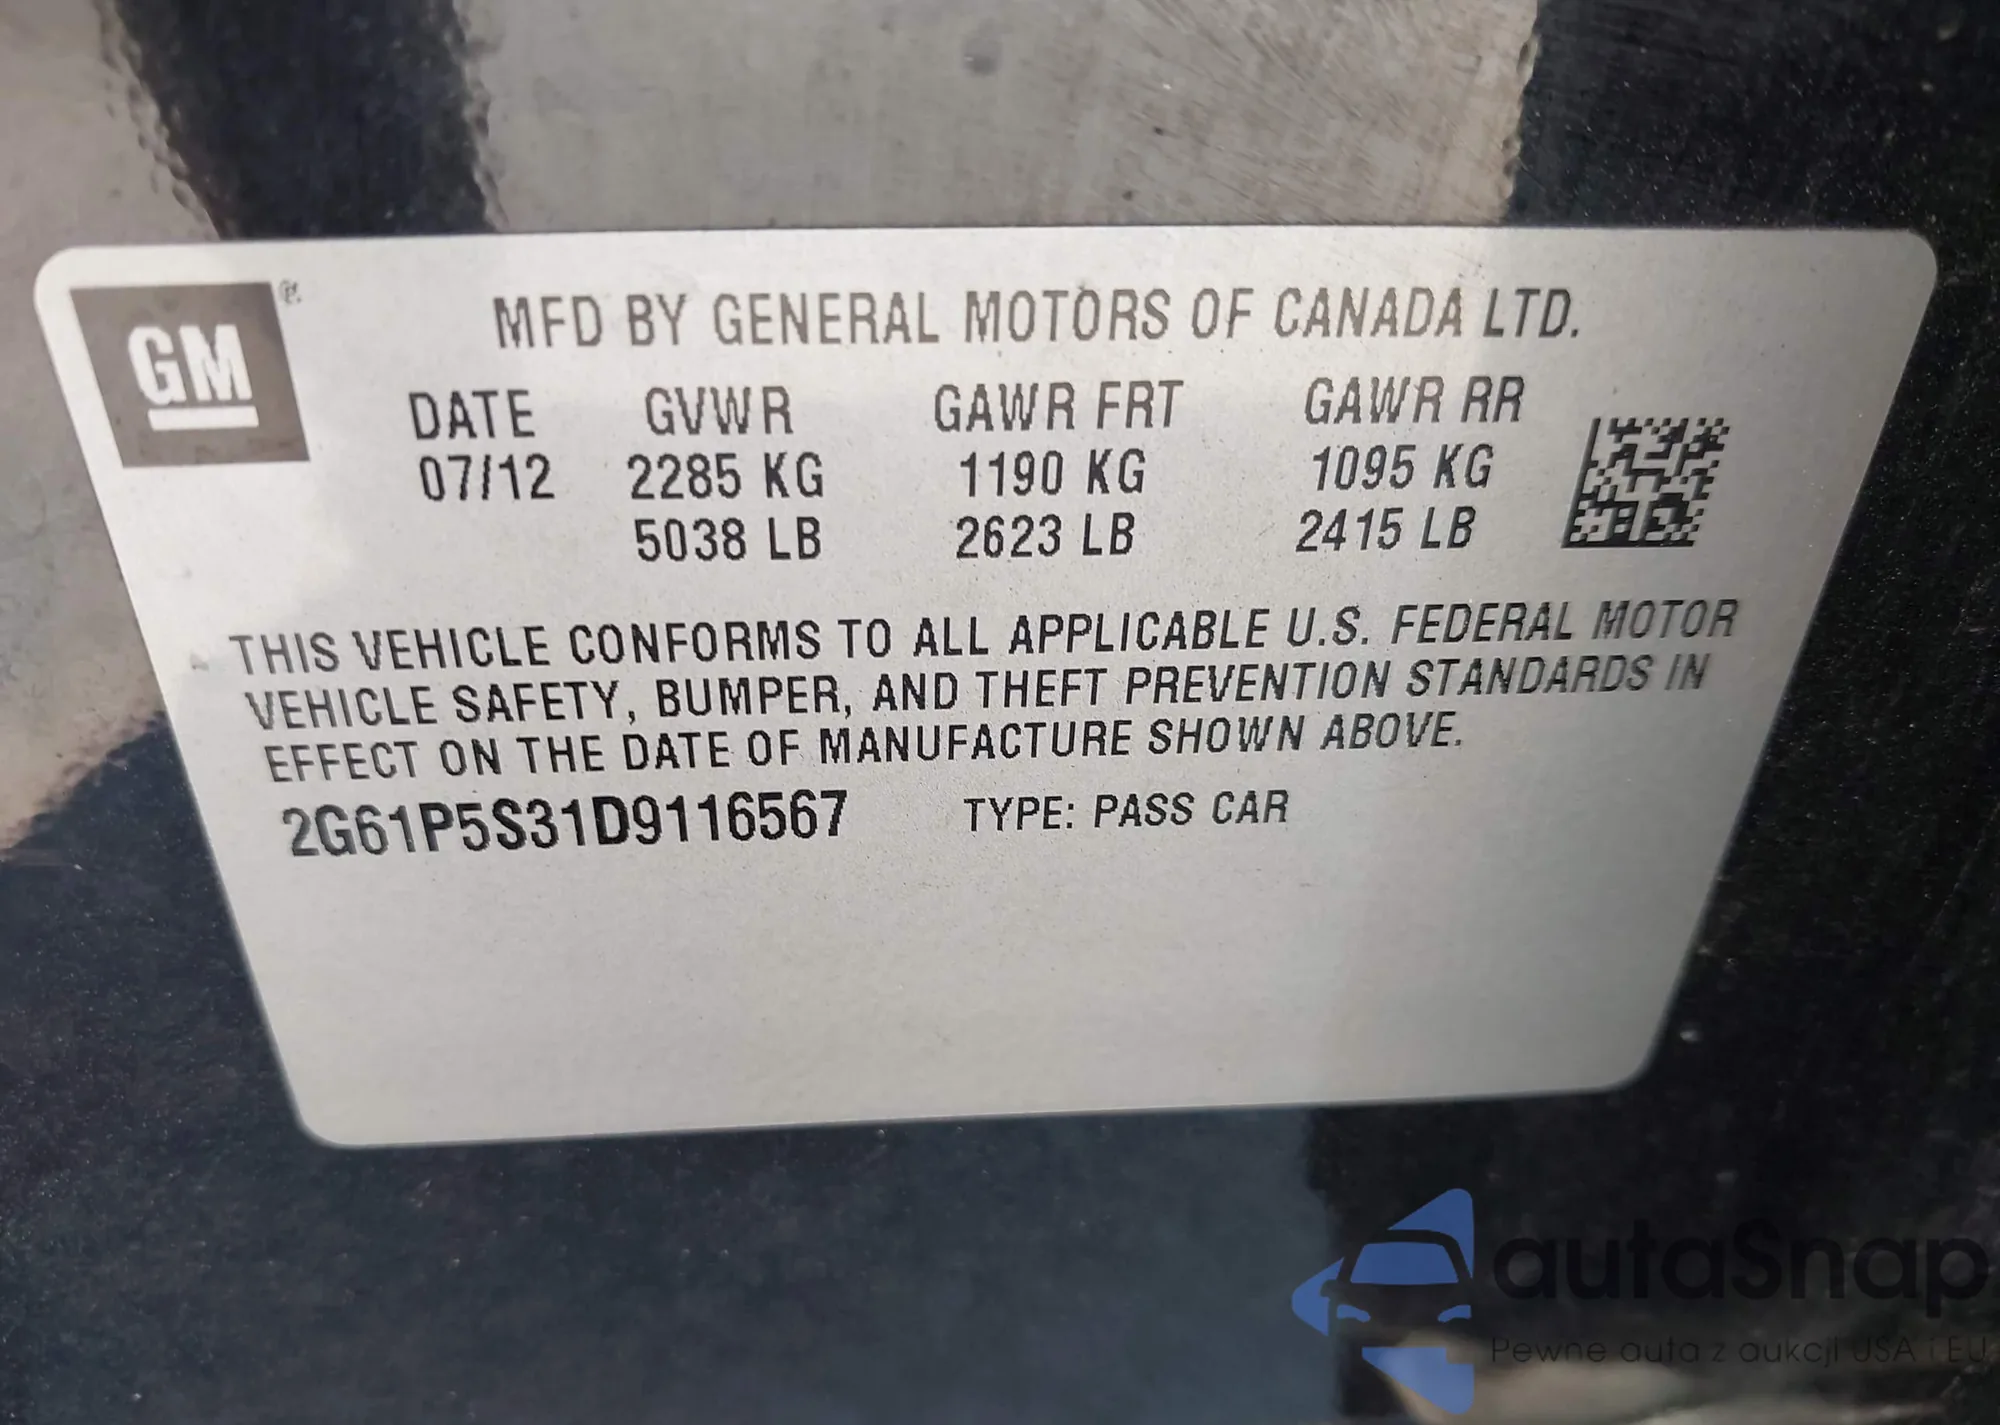 GM ®
MFD BY GENERAL MOTORS OF CANADA LTD.
DATE GVWR GAWR FRT GAWR RR
07/12 2285 KG 1190 KG 1095 KG
5038 LB 2623 LB 2415 LB
THIS VEHICLE CONFORMS TO ALL APPLICABLE U.S. FEDERAL MOTOR
VEHICLE SAFETY, BUMPER, AND THEFT PREVENTION STANDARDS IN
EFFECT ON THE DATE OF MANUFACTURE SHOWN ABOVE.
2G61P5S31D9116567 TYPE: PASS CAR
autaSnap
Pewne auta z aukcji USA i EU